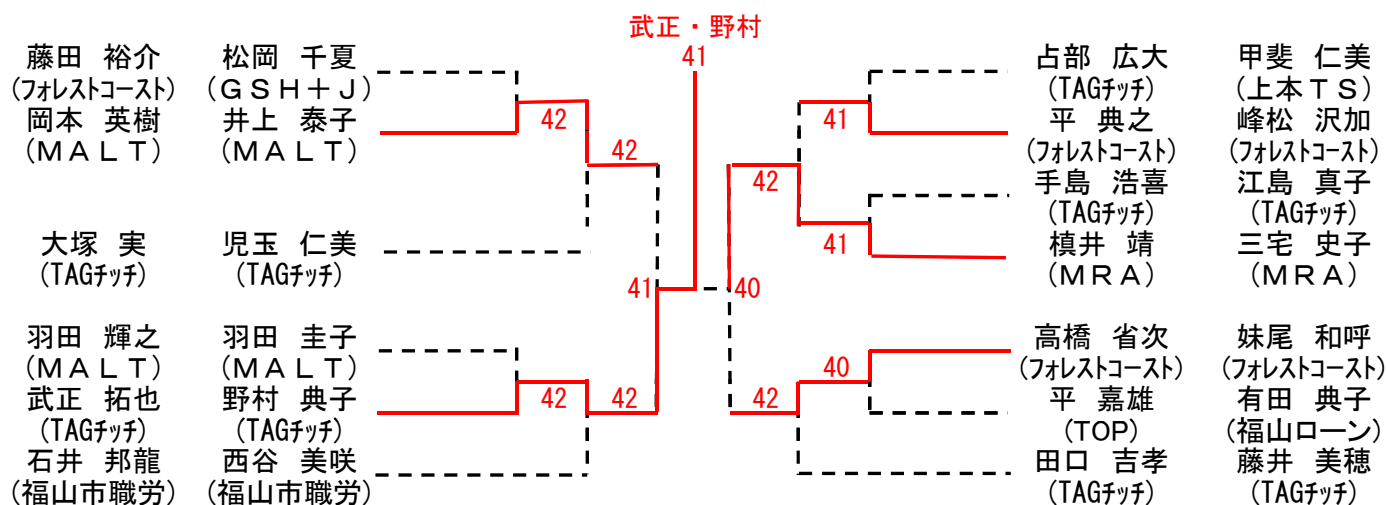 武正・野村
41
藤田 裕介 松岡 千夏
(フォレストコースト) (ＧＳＨ＋Ｊ)
岡本 英樹 井上 泰子
(ＭＡＬＴ) (ＭＡＬＴ)
42
42
大塚 実 児玉 仁美
(TAGチッチ) (TAGチッチ)
41
羽田 輝之 羽田 圭子
(ＭＡＬＴ) (ＭＡＬＴ)
武正 拓也 野村 典子
(TAGチッチ) (TAGチッチ)
42
42
石井 邦龍 西谷 美咲
(福山市職労) (福山市職労)
占部 広大 甲斐 仁美
(TAGチッチ) (上本ＴＳ)
41
平 典之 峰松 沢加
(フォレストコースト) (フォレストコースト)
42
手島 浩喜 江島 真子
(TAGチッチ) (TAGチッチ)
41
槙井 靖 三宅 史子
(ＭＲＡ) (ＭＲＡ)
40
高橋 省次 妹尾 和呼
(フォレストコースト) (フォレストコースト)
40
42
平 嘉雄 有田 典子
(TOP) (福山ローン)
田口 吉孝 藤井 美穂
(TAGチッチ) (TAGチッチ)